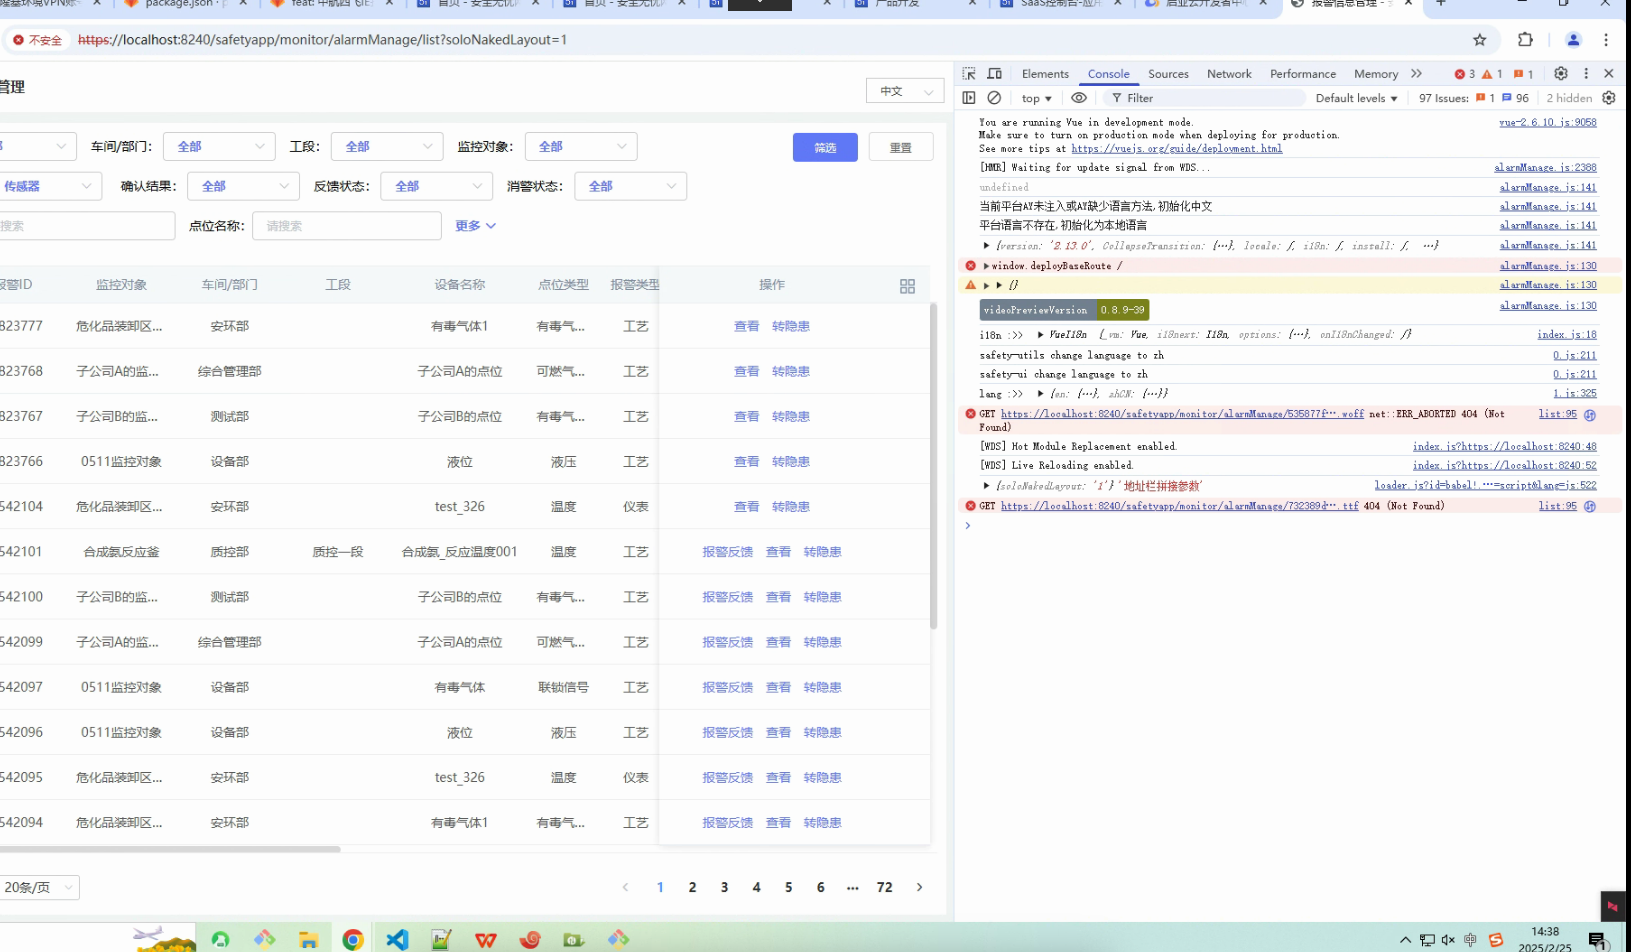 package.json · p
feat: 中航四飞
首页 - 安全无忧
首页 - 安全无忧
产品开发
SaaS控制台-应用
启业云开发者中
报警信息管理 -
不安全 https://localhost:8240/safetyapp/monitor/alarmManage/list?soloNakedLayout=1
管理
中文
车间/部门: 全部 工段: 全部 监控对象: 全部 筛选 重置
传感器 确认结果: 全部 反馈状态: 全部 消警状态: 全部
搜索 点位名称: 请搜索 更多
报警ID 监控对象 车间/部门 工段 设备名称 点位类型 报警类型 操作
823777 危化品装卸区... 安环部 有毒气体1 有毒气... 工艺 查看 转隐患
823768 子公司A的监... 综合管理部 子公司A的点位 可燃气... 工艺 查看 转隐患
823767 子公司B的监... 测试部 子公司B的点位 有毒气... 工艺 查看 转隐患
823766 0511监控对象 设备部 液位 液压 工艺 查看 转隐患
542104 危化品装卸区... 安环部 test_326 温度 仪表 查看 转隐患
542101 合成氨反应釜 质控部 质控一段 合成氨_反应温度001 温度 工艺 报警反馈 查看 转隐患
542100 子公司B的监... 测试部 子公司B的点位 有毒气... 工艺 报警反馈 查看 转隐患
542099 子公司A的监... 综合管理部 子公司A的点位 可燃气... 工艺 报警反馈 查看 转隐患
542097 0511监控对象 设备部 有毒气体 联锁信号 工艺 报警反馈 查看 转隐患
542096 0511监控对象 设备部 液位 液压 工艺 报警反馈 查看 转隐患
542095 危化品装卸区... 安环部 test_326 温度 仪表 报警反馈 查看 转隐患
542094 危化品装卸区... 安环部 有毒气体1 有毒气... 工艺 报警反馈 查看 转隐患
20条/页 1 2 3 4 5 6 ... 72
Elements Console Sources Network Performance Memory 3 1 1
top Filter Default levels 97 Issues: 1 96 2 hidden
You are running Vue in development mode. vue-2.6.10.js:9058
Make sure to turn on production mode when deploying for production.
See more tips at https://vuejs.org/guide/deployment.html
[HMR] Waiting for update signal from WDS... alarmManage.js:2388
undefined alarmManage.js:141
当前平台AY未注入或AY缺少语言方法,初始化中文 alarmManage.js:141
平台语言不存在,初始化为本地语言 alarmManage.js:141
{version: '2.13.0', CollapseTransition: {…}, locale: ƒ, i18n: ƒ, install: ƒ, …} alarmManage.js:141
window.deployBaseRoute / alarmManage.js:130
{} alarmManage.js:130
videoPreviewVersion 0.8.9-39 alarmManage.js:130
i18n :>> VueI18n {_vm: Vue, i18next: I18n, options: {…}, onI18nChanged: ƒ} index.js:18
safety-utils change language to zh 0.js:211
safety-ui change language to zh 0.js:211
lang :>> {en: {…}, zhCN: {…}} 1.js:325
GET https://localhost:8240/safetyapp/monitor/alarmManage/535877f….woff net::ERR_ABORTED 404 (Not list:95
Found)
[WDS] Hot Module Replacement enabled. index.js?https://localhost:8240:48
[WDS] Live Reloading enabled. index.js?https://localhost:8240:52
{soloNakedLayout: '1'} '地址栏拼接参数' loader.js?id=babel!.…=script&lang=js:522
GET https://localhost:8240/safetyapp/monitor/alarmManage/732389d….ttf 404 (Not Found) list:95
中 14:38
2025/2/25 1